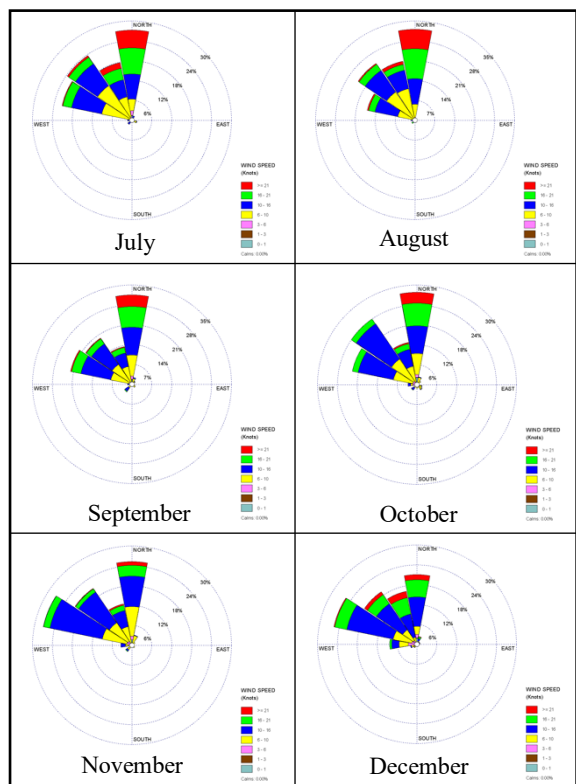 NORTH
30%
24%
18%
12%
6%
WEST
EAST
WIND SPEED
(Knots)
>= 21
16 - 21
10 - 16
6 - 10
3 - 6
1 - 3
0 - 1
Calms: 0.00%
SOUTH
July
NORTH
35%
28%
21%
14%
7%
WEST
EAST
WIND SPEED
(Knots)
>= 21
16 - 21
10 - 16
6 - 10
3 - 6
1 - 3
0 - 1
Calms: 0.00%
SOUTH
August
NORTH
35%
28%
21%
14%
7%
WEST
EAST
WIND SPEED
(Knots)
>= 21
16 - 21
10 - 16
6 - 10
3 - 6
1 - 3
0 - 1
Calms: 0.00%
SOUTH
September
NORTH
30%
24%
18%
12%
6%
WEST
EAST
WIND SPEED
(Knots)
>= 21
16 - 21
10 - 16
6 - 10
3 - 6
1 - 3
0 - 1
Calms: 0.00%
SOUTH
October
NORTH
30%
24%
18%
12%
6%
WEST
EAST
WIND SPEED
(Knots)
>= 21
16 - 21
10 - 16
6 - 10
3 - 6
1 - 3
0 - 1
Calms: 0.00%
SOUTH
November
NORTH
30%
24%
18%
12%
6%
WEST
EAST
WIND SPEED
(Knots)
>= 21
16 - 21
10 - 16
6 - 10
3 - 6
1 - 3
0 - 1
Calms: 0.00%
SOUTH
December